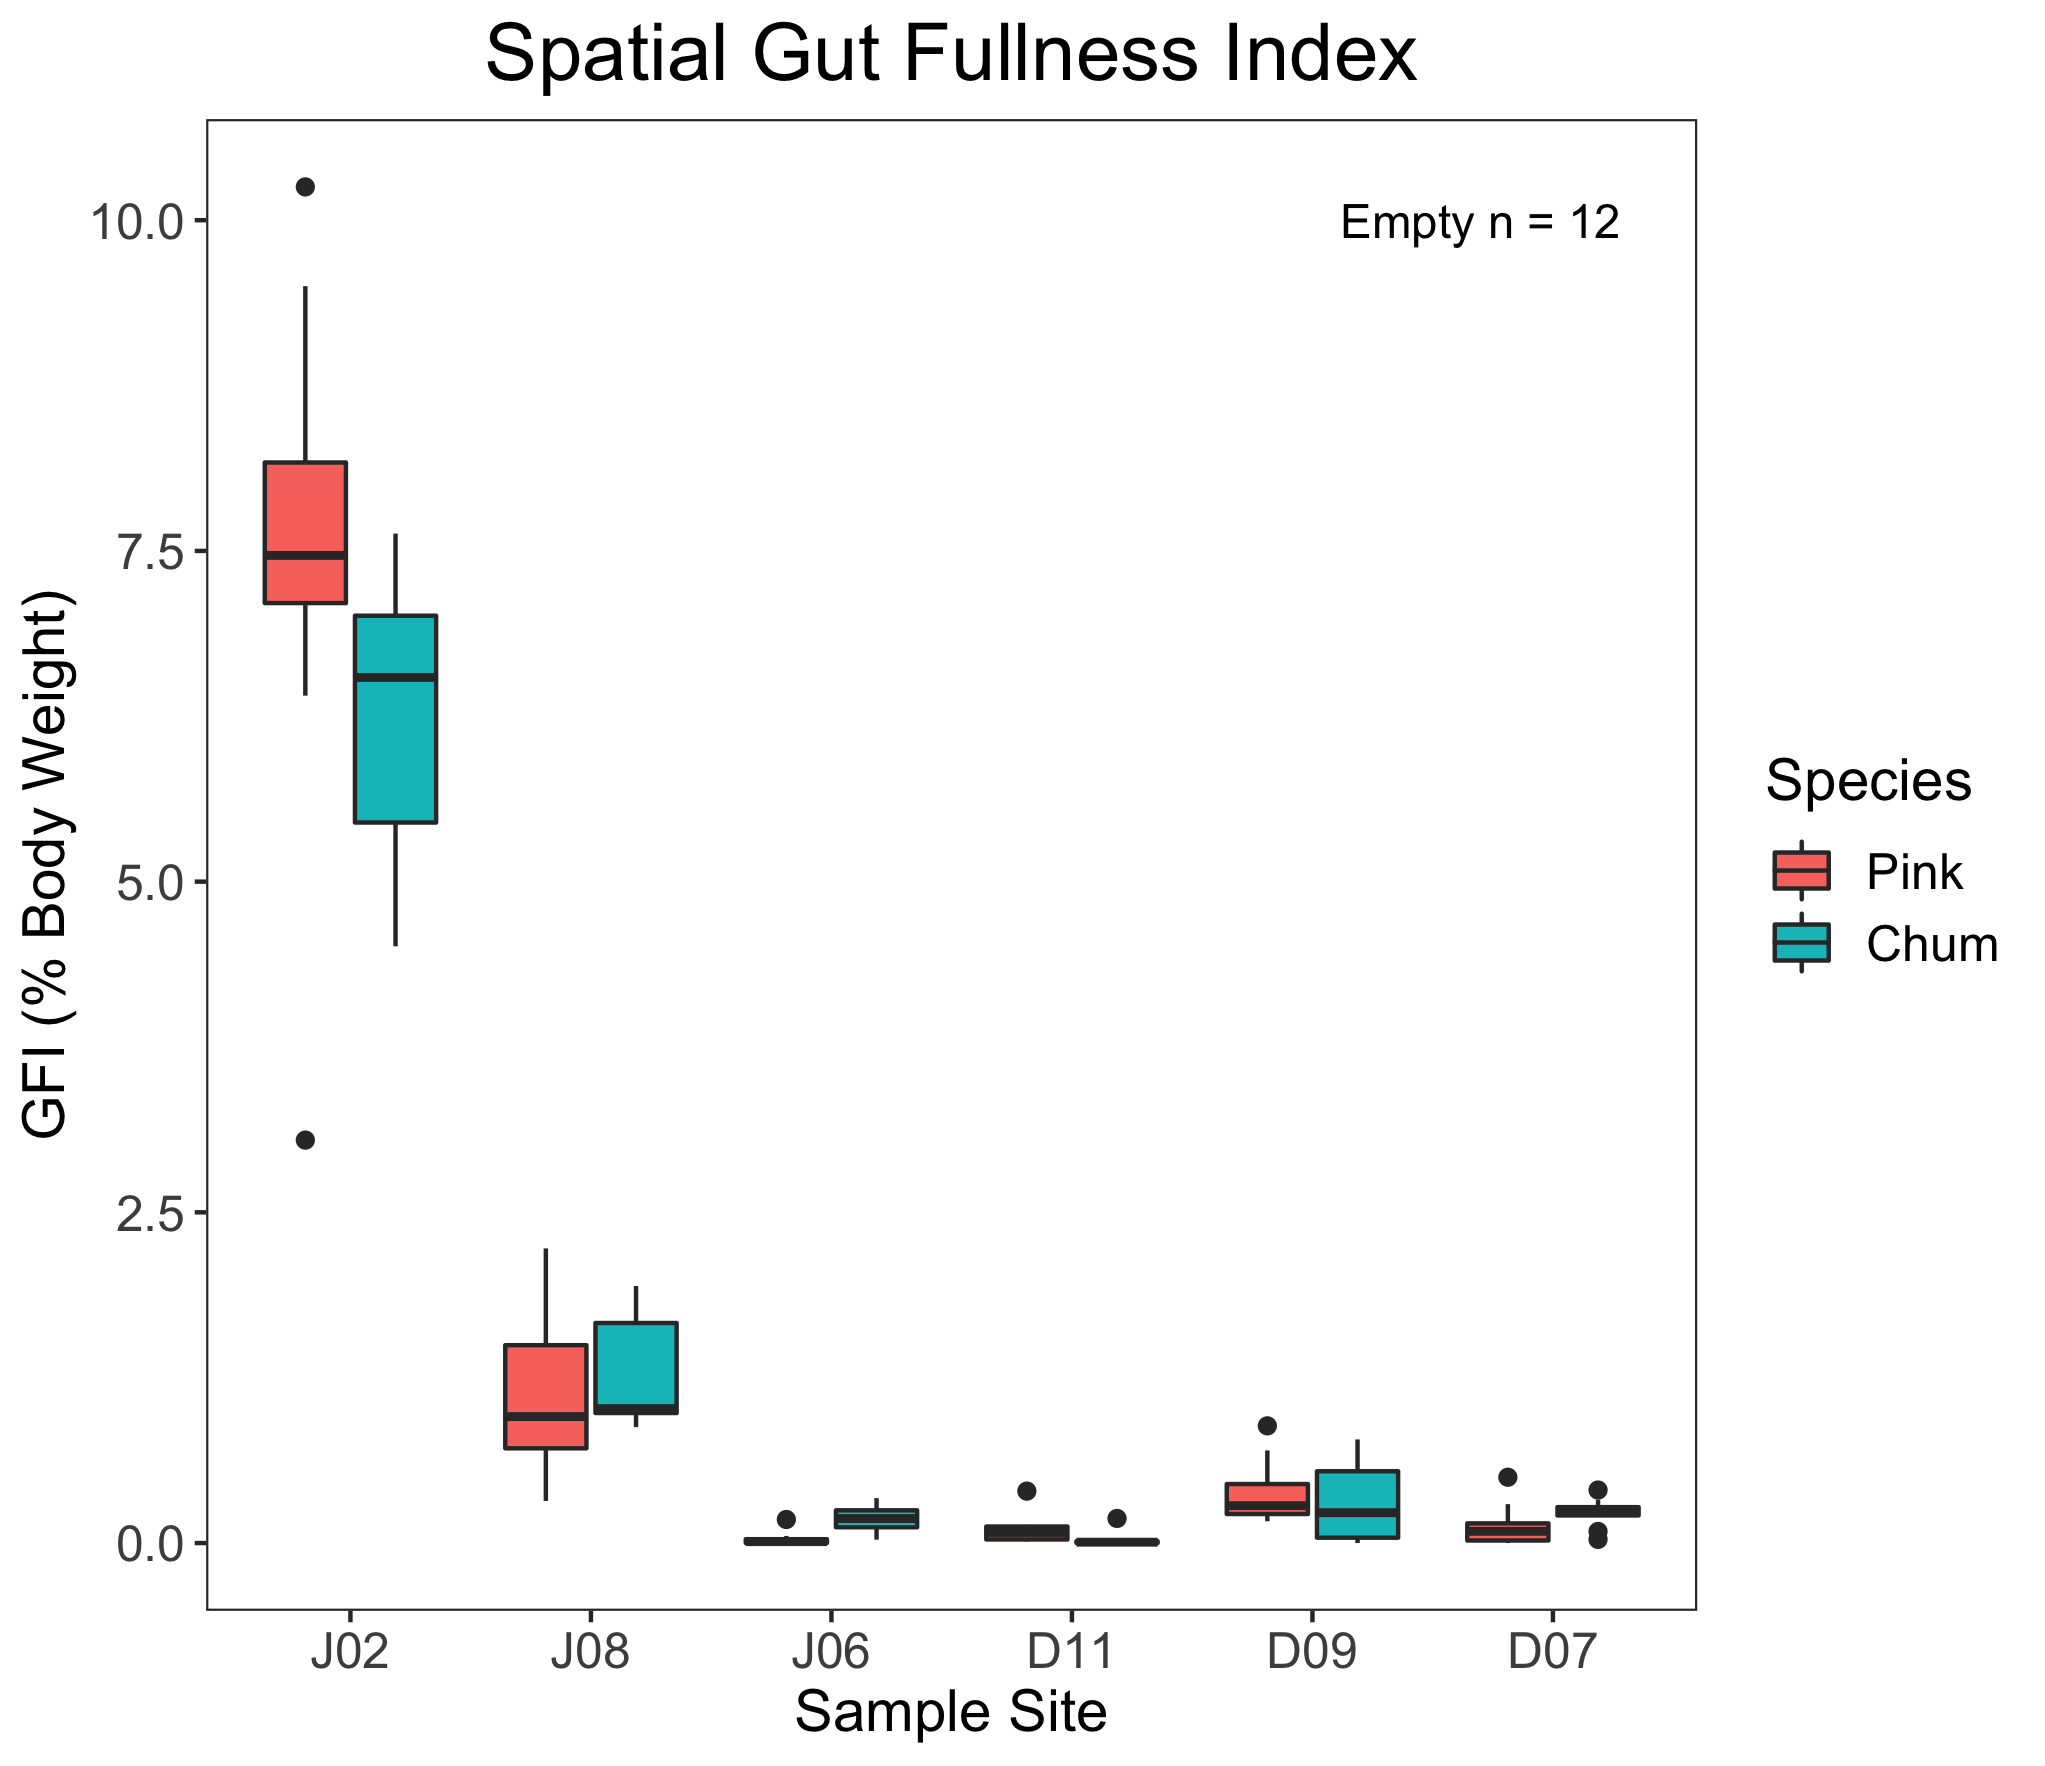 Spatial Gut Fullness Index
Empty n = 12
10.0
7.5
5.0
2.5
0.0
GFI (% Body Weight)
J02 J08 J06 D11 D09 D07
Sample Site
Species
Pink
Chum